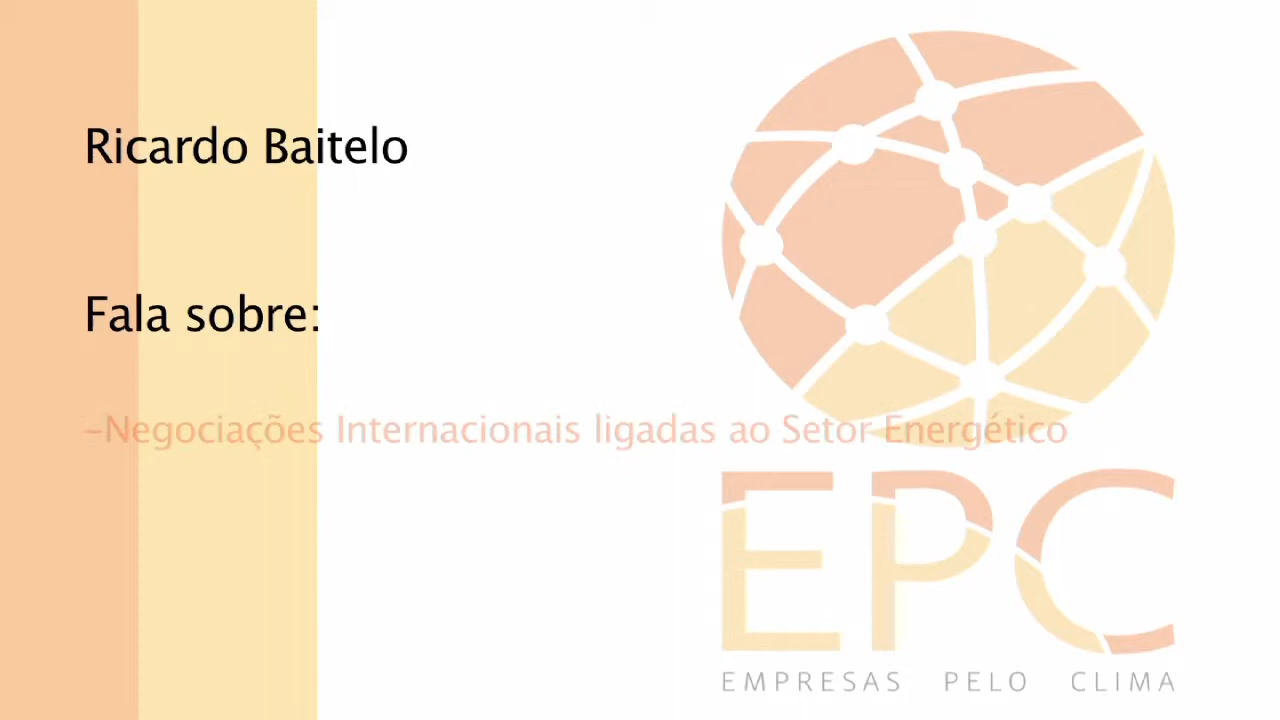 Ricardo Baitelo
Fala sobre:
-Negociações Internacionais ligadas ao Setor Energético
EPC
EMPRESAS PELO CLIMA